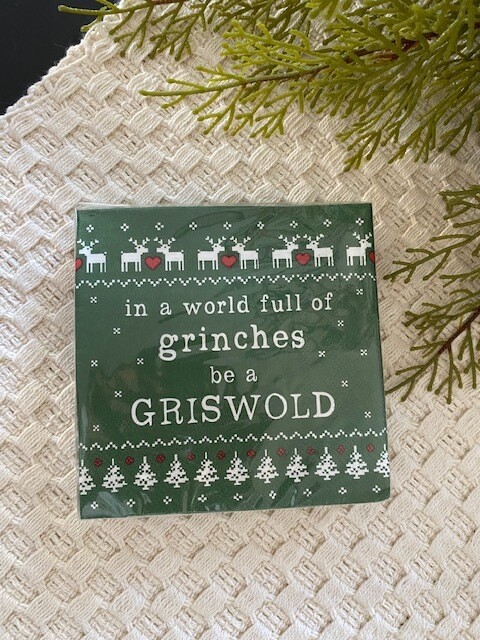 in a world full of
grinches
be a
GRISWOLD